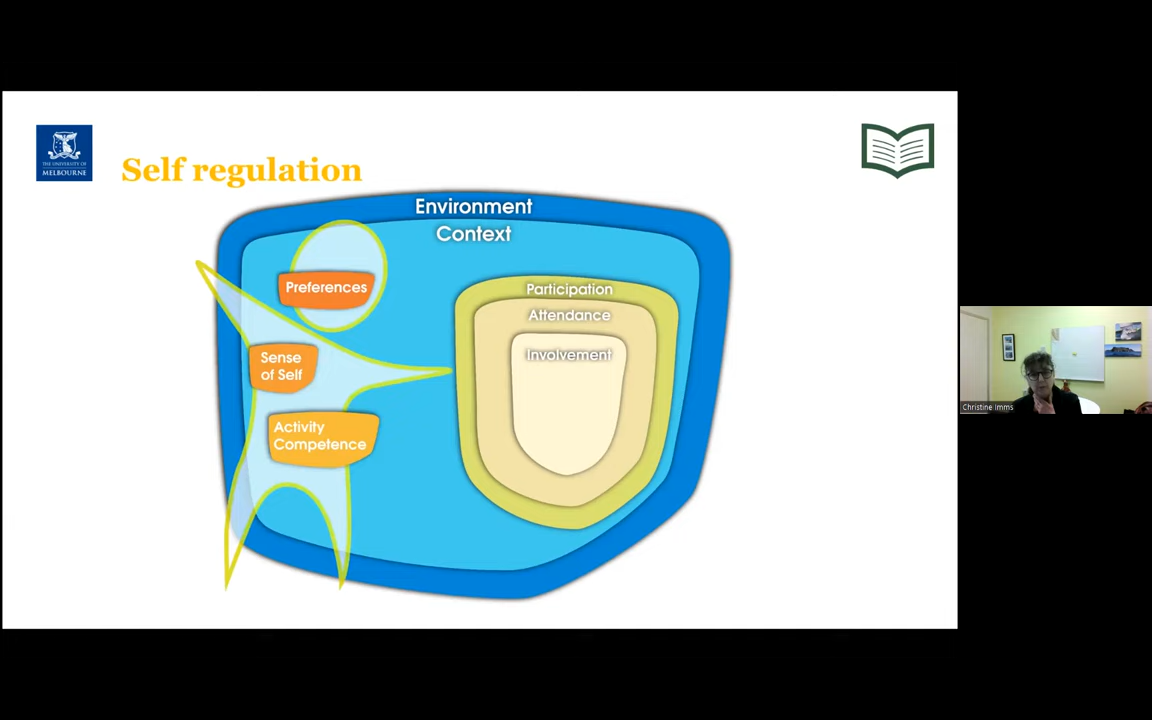 THE UNIVERSITY OF
MELBOURNE
Self regulation
Environment
Context
Preferences
Participation
Attendance
Involvement
Sense
of Self
Activity
Competence
Christine Imms